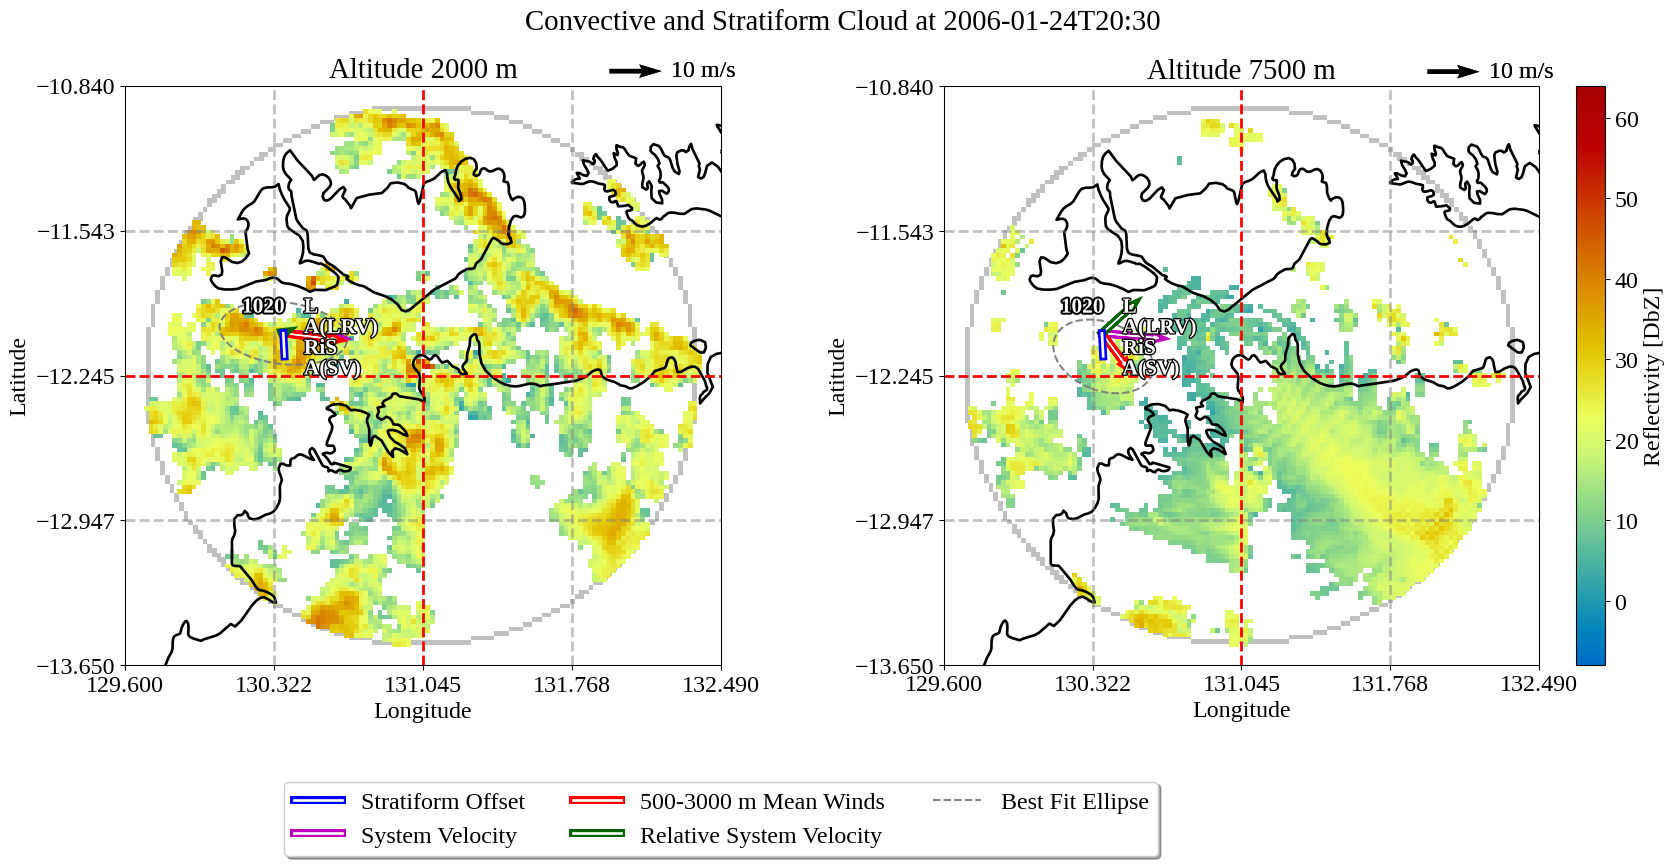 Convective and Stratiform Cloud at 2006-01-24T20:30
Altitude 2000 m
10 m/s
Altitude 7500 m
10 m/s
−10.840
−11.543
−12.245
−12.947
−13.650
Latitude
129.600
130.322
131.045
131.768
132.490
Longitude
1020
L
A(LRV)
RiS
A(SV)
−10.840
−11.543
−12.245
−12.947
−13.650
Latitude
129.600
130.322
131.045
131.768
132.490
Longitude
1020
L
A(LRV)
RiS
A(SV)
60
50
40
30
20
10
0
Reflectivity [DbZ]
Stratiform Offset
System Velocity
500-3000 m Mean Winds
Relative System Velocity
Best Fit Ellipse